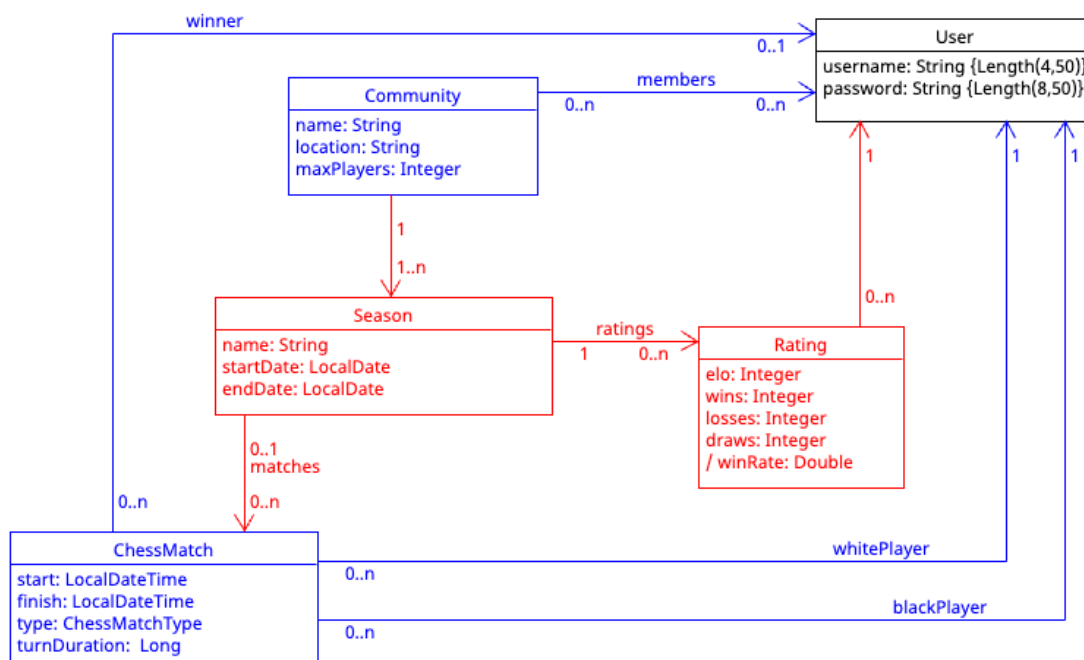 winner
0..1
User
username: String {Length(4,50)}
password: String {Length(8,50)}
Community
name: String
location: String
maxPlayers: Integer
members
0..n
0..n
1
1
1
1
1..n
Season
name: String
startDate: LocalDate
endDate: LocalDate
ratings
1
0..n
0..n
Rating
elo: Integer
wins: Integer
losses: Integer
draws: Integer
/ winRate: Double
0..1
matches
0..n
0..n
ChessMatch
start: LocalDateTime
finish: LocalDateTime
type: ChessMatchType
turnDuration: Long
whitePlayer
0..n
blackPlayer
0..n